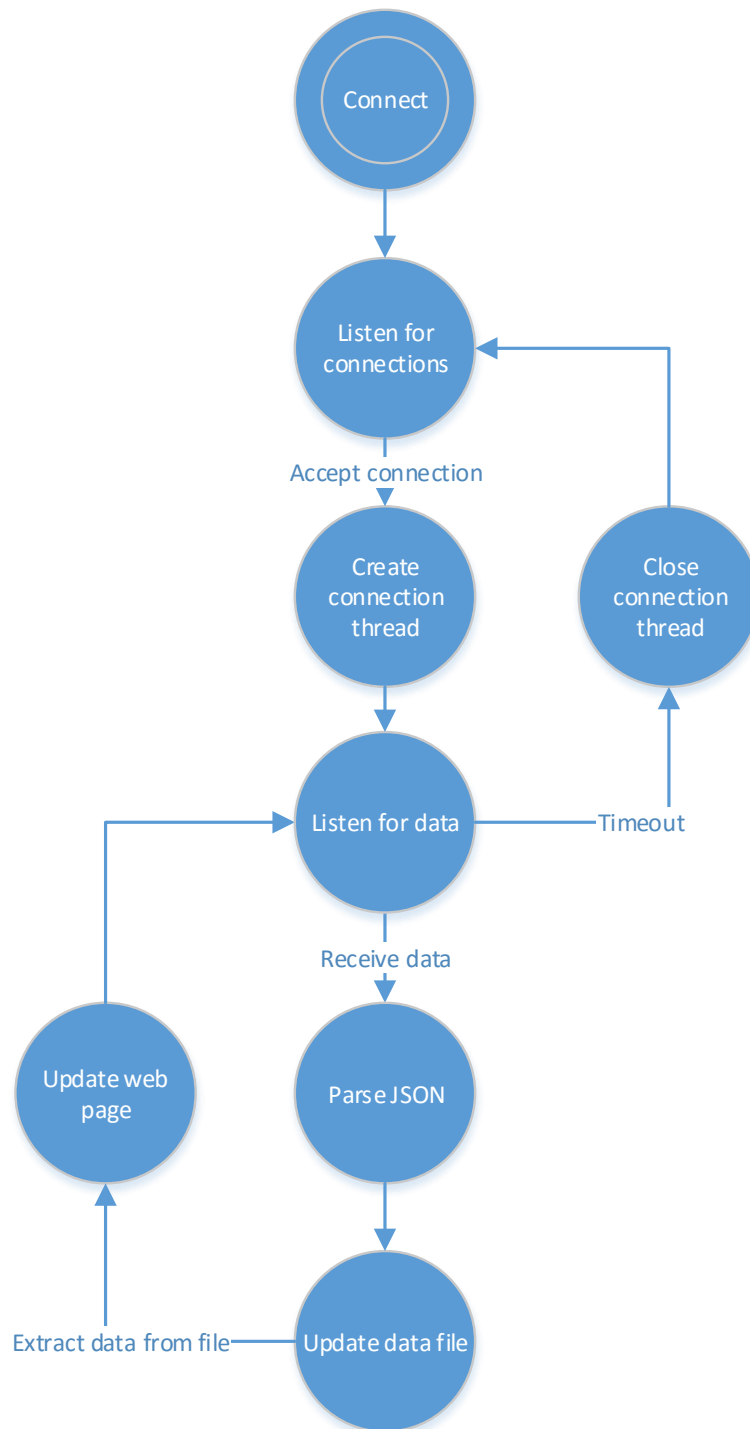 Connect
Listen for
connections
Accept connection
Create
connection
thread
Close
connection
thread
Listen for data
Timeout
Receive data
Update web
page
Parse JSON
Extract data from file
Update data file